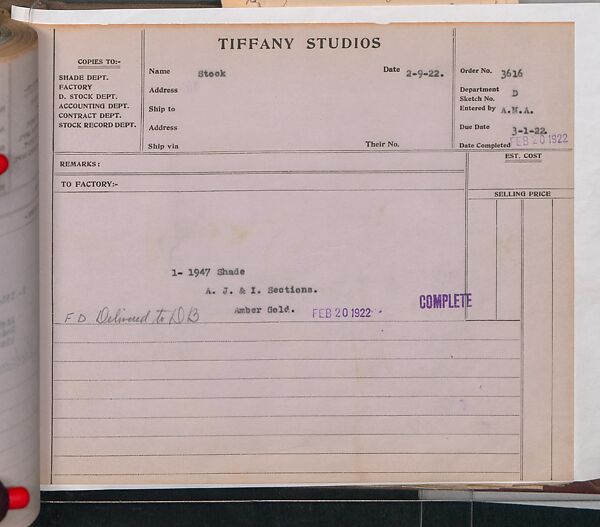 TIFFANY STUDIOS
COPIES TO:-
SHADE DEPT.
FACTORY
D. STOCK DEPT.
ACCOUNTING DEPT.
CONTRACT DEPT.
STOCK RECORD DEPT.
Name Stock Date 2-9-22.
Address
Ship to
Address
Ship via Their No.
Order No. 3616
Department D
Sketch No.
Entered by A.N.A.
Due Date 3-1-22.
Date Completed FEB 20 1922
REMARKS:
EST. COST
TO FACTORY:-
SELLING PRICE
1- 1947 Shade
A. J. & I. Sections.
Amber Gold. FEB 20 1922
COMPLETE
F D Delivered to D B